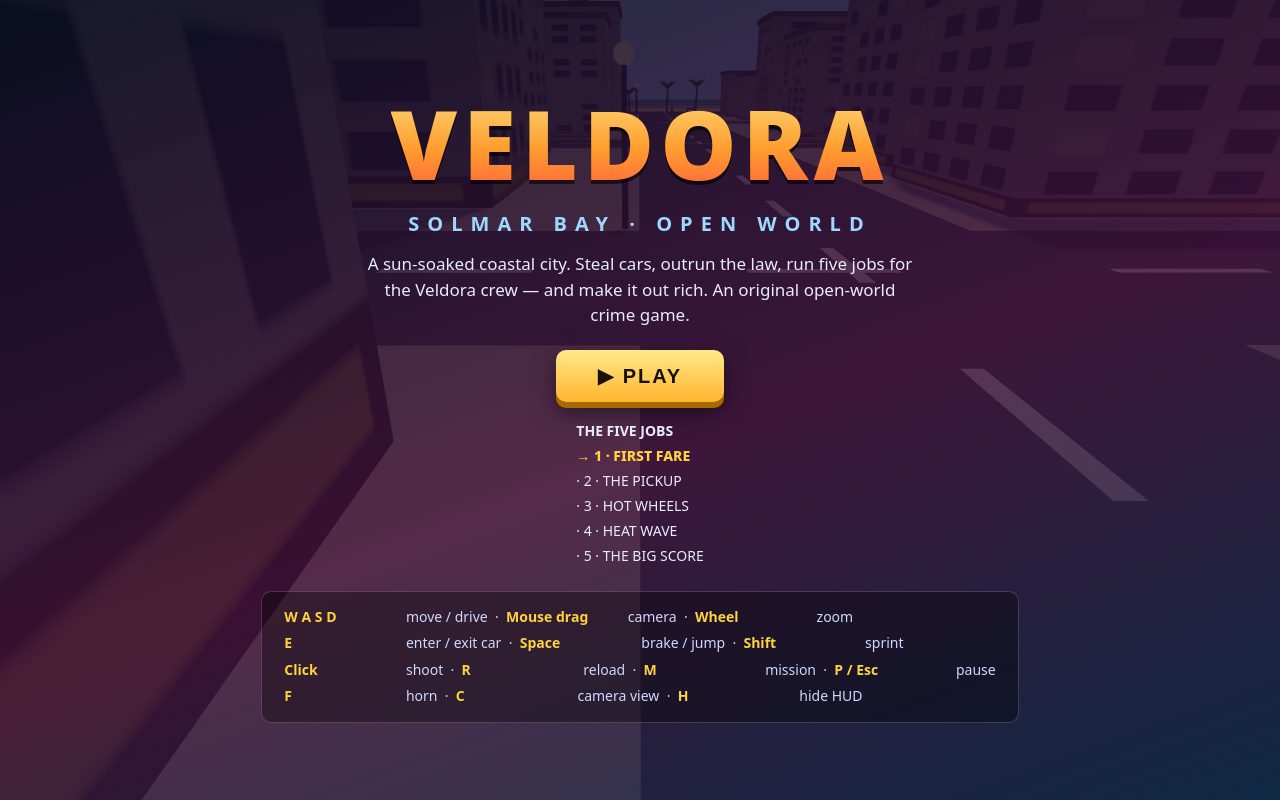 VELDORA
SOLMAR BAY · OPEN WORLD
A sun-soaked coastal city. Steal cars, outrun the law, run five jobs for
the Veldora crew — and make it out rich. An original open-world
crime game.
▶ PLAY
THE FIVE JOBS
→ 1 · FIRST FARE
· 2 · THE PICKUP
· 3 · HOT WHEELS
· 4 · HEAT WAVE
· 5 · THE BIG SCORE
W A S D move / drive · Mouse drag camera · Wheel zoom
E enter / exit car · Space brake / jump · Shift sprint
Click shoot · R reload · M mission · P / Esc pause
F horn · C camera view · H hide HUD